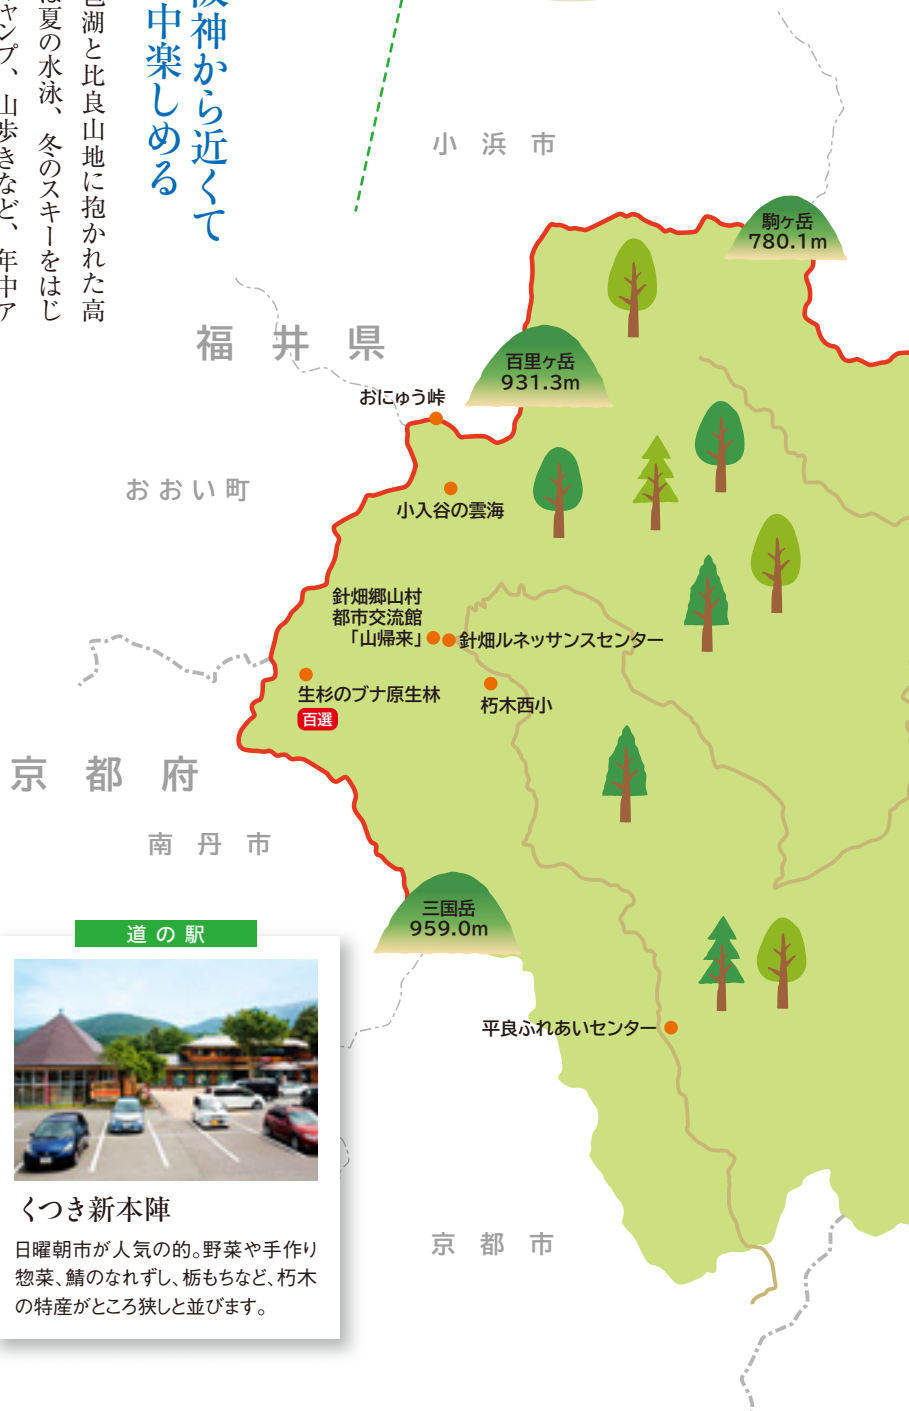 阪神から近くて
中楽しめる
琶湖と比良山地に抱かれた高
は夏の水泳、冬のスキーをはじ
キャンプ、山歩きなど、年中ア
小浜市
駒ヶ岳
780.1m
福井県
百里ヶ岳
931.3m
おにゅう峠
おおい町
小入谷の雲海
針畑郷山村
都市交流館
「山帰来」
針畑ルネッサンスセンター
生杉のブナ原生林
百選
朽木西小
京都府
南丹市
三国岳
959.0m
平良ふれあいセンター
京都市
道の駅
くつき新本陣
日曜朝市が人気の的。野菜や手作り
惣菜、鯖のなれずし、栃もちなど、朽木
の特産がところ狭しと並びます。